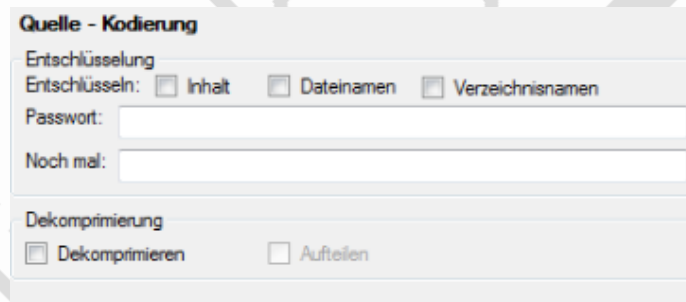 Quelle - Kodierung
Entschlüsselung
Entschlüsseln: Inhalt Dateinamen Verzeichnisnamen
Passwort:
Noch mal:
Dekomprimierung
Dekomprimieren Aufteilen